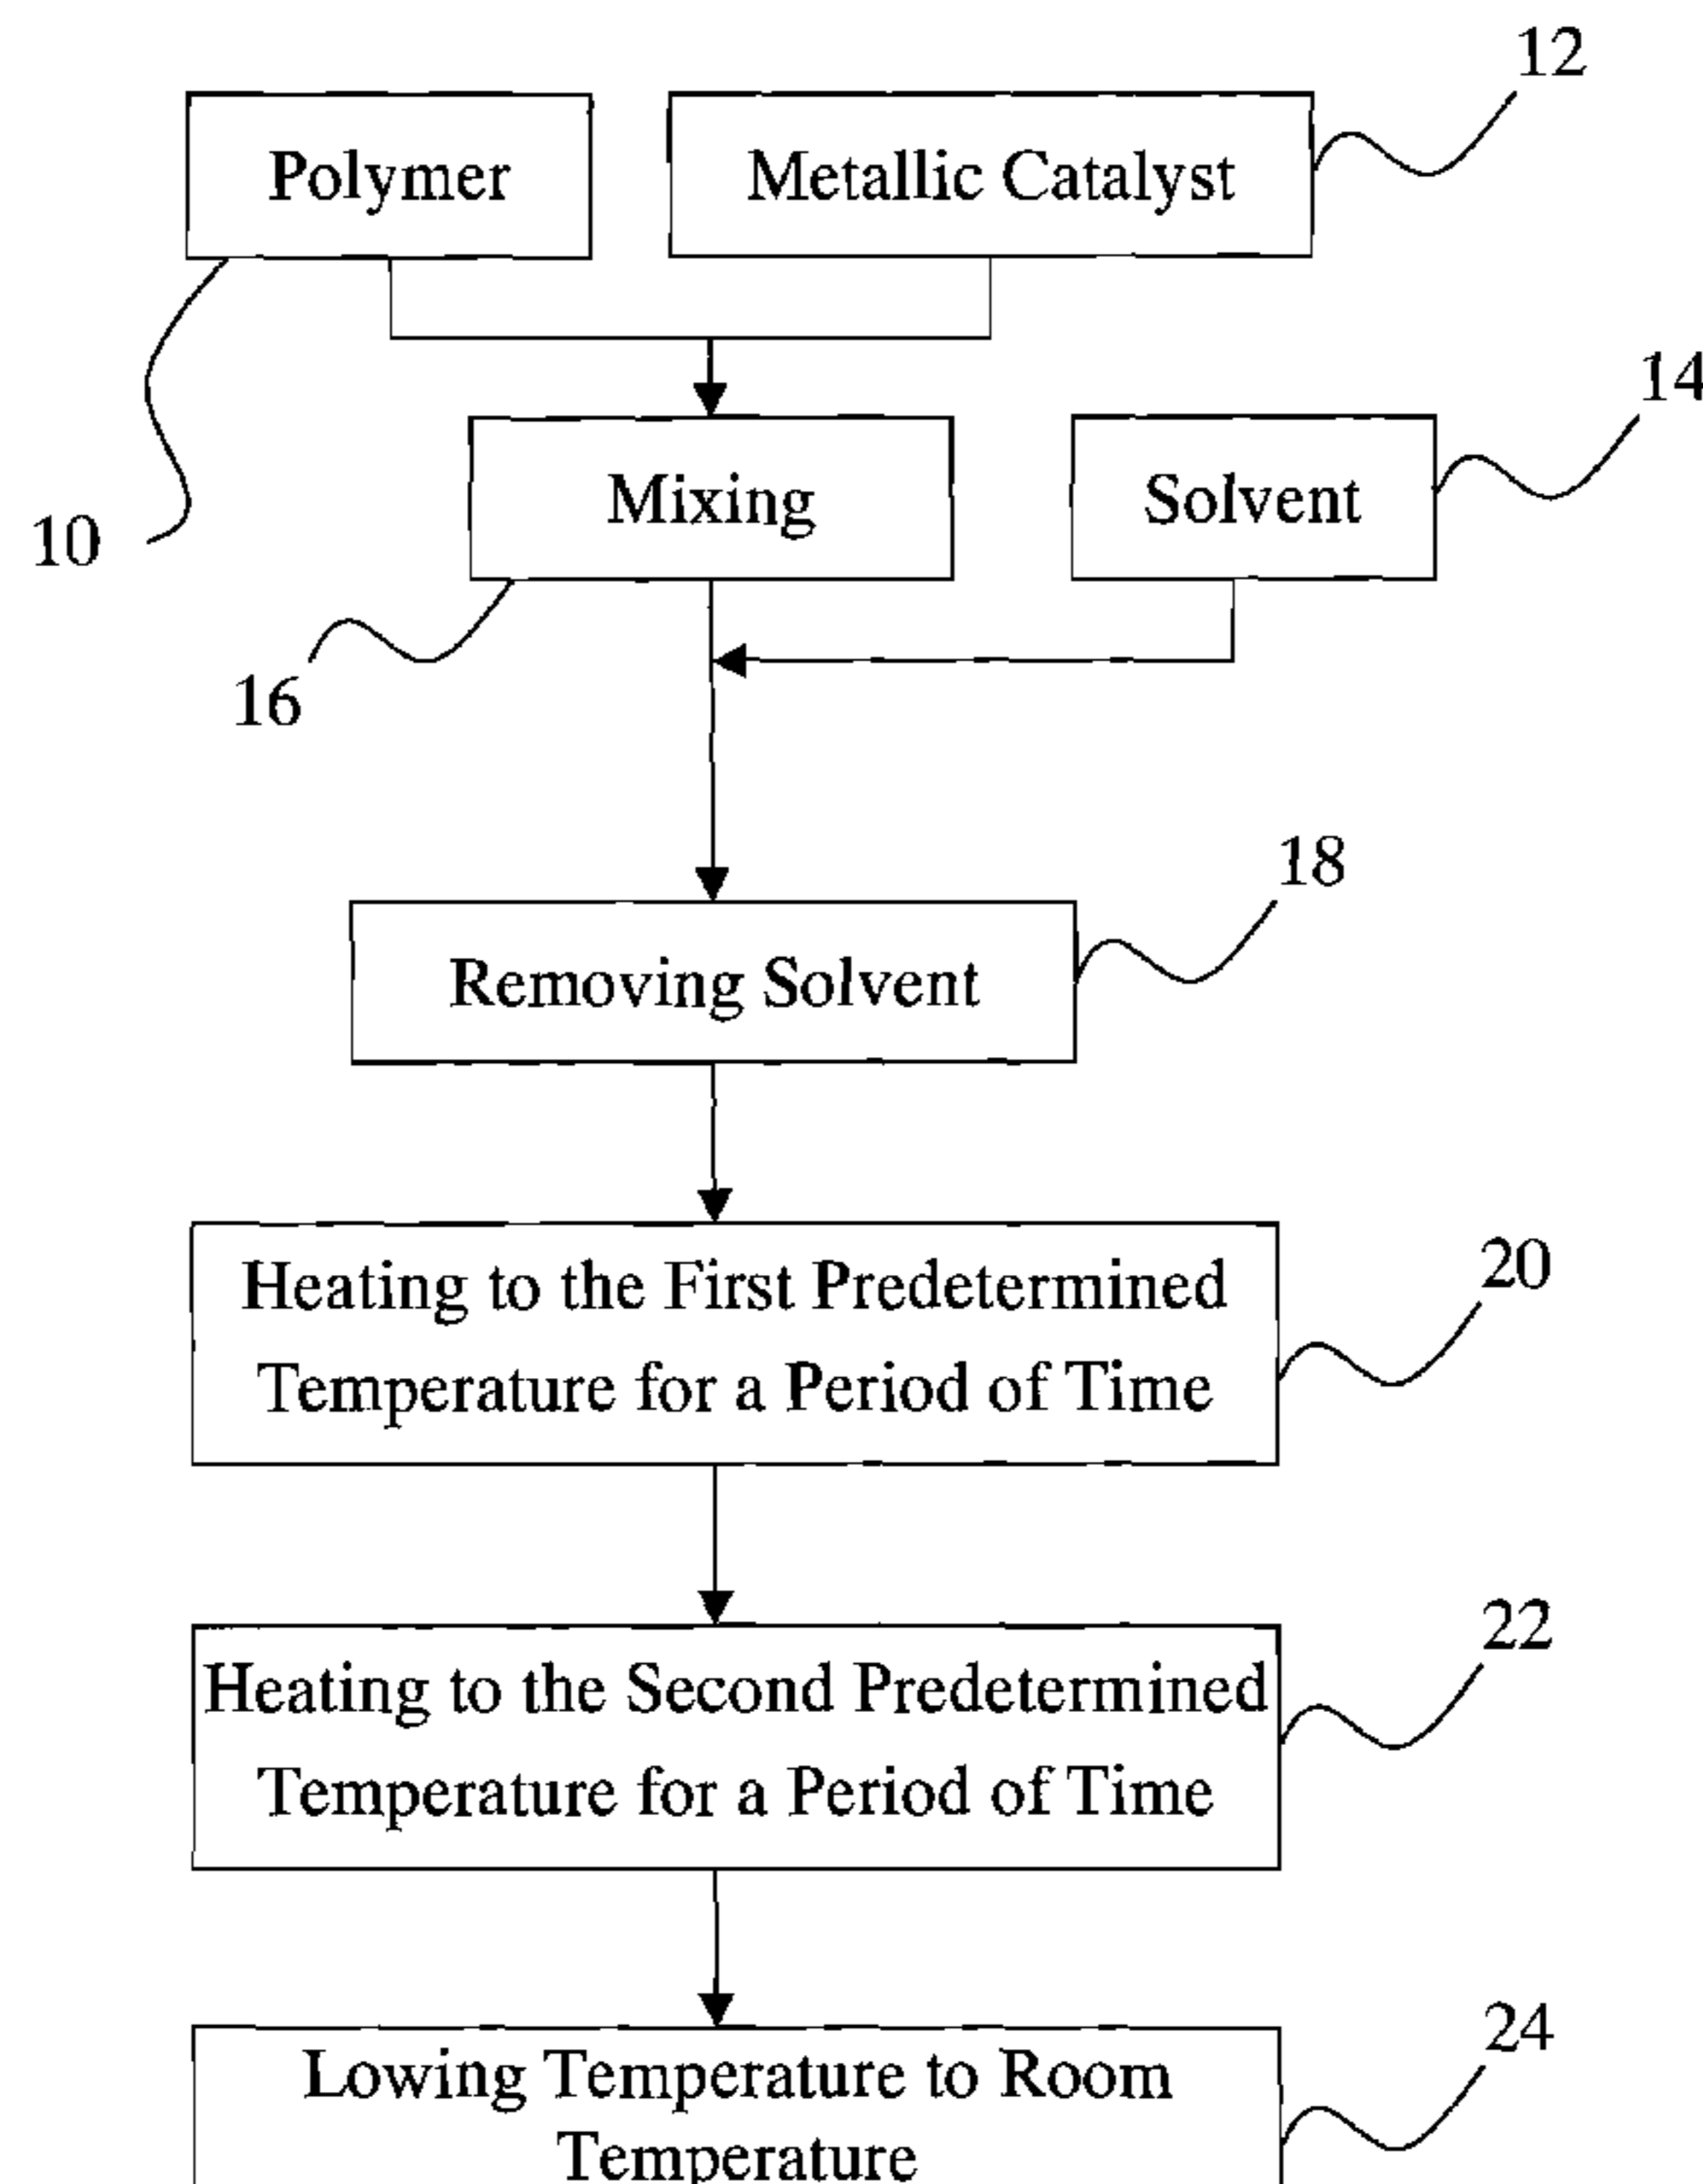 12
Polymer
Metallic Catalyst
14
Mixing
Solvent
10
16
18
Removing Solvent
20
Heating to the First Predetermined
Temperature for a Period of Time
22
Heating to the Second Predetermined
Temperature for a Period of Time
24
Lowing Temperature to Room
Temperature